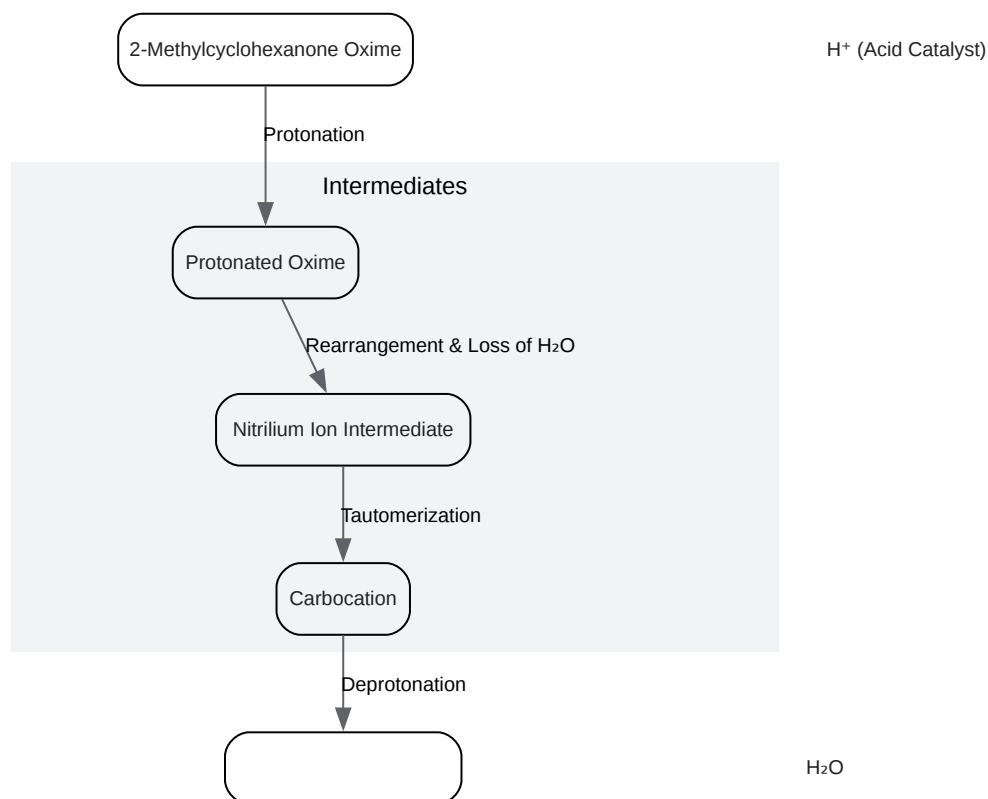 2-Methylcyclohexanone Oxime
H⁺ (Acid Catalyst)
Protonation
Intermediates
Protonated Oxime
Rearrangement & Loss of H₂O
Nitrilium Ion Intermediate
Tautomerization
Carbocation
Deprotonation
H₂O